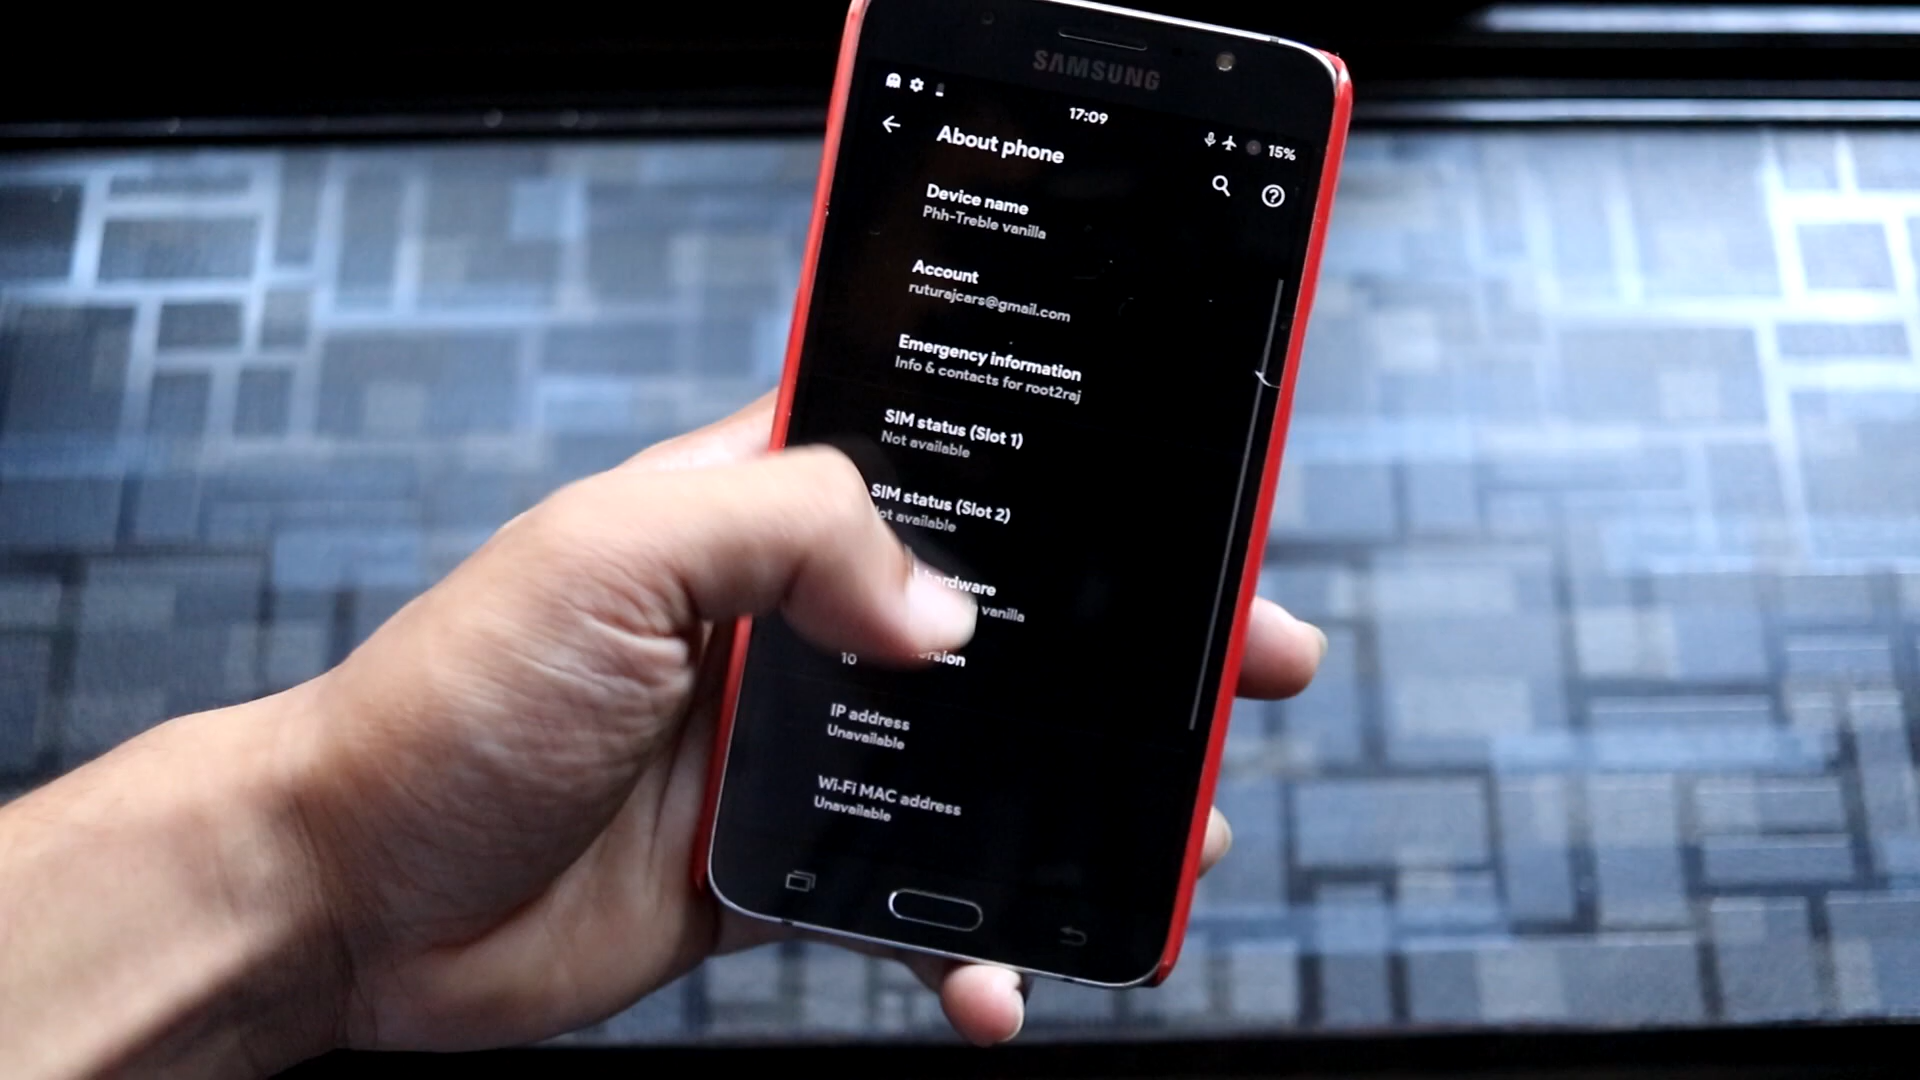 SAMSUNG
17:09
15%
About phone
Device name
Phh-Treble vanilla
Account
ruturajcars@gmail.com
Emergency information
Info & contacts for root2raj
SIM status (Slot 1)
Not available
SIM status (Slot 2)
available
hardware
vanilla
10
IP address
Unavailable
Wi-Fi MAC address
Unavailable